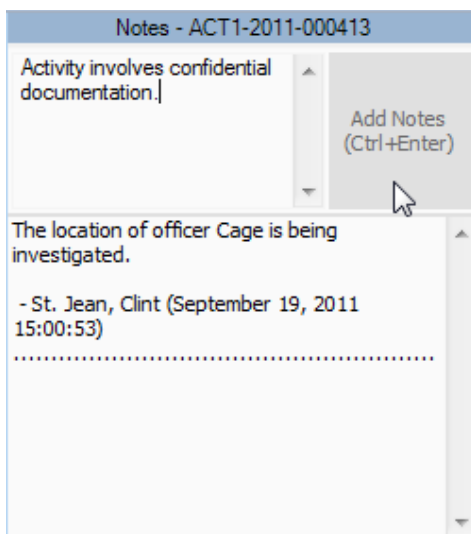 Notes - ACT1-2011-000413
Activity involves confidential
documentation.
Add Notes
(Ctrl+Enter)
The location of officer Cage is being
investigated.
- St. Jean, Clint (September 19, 2011
15:00:53)